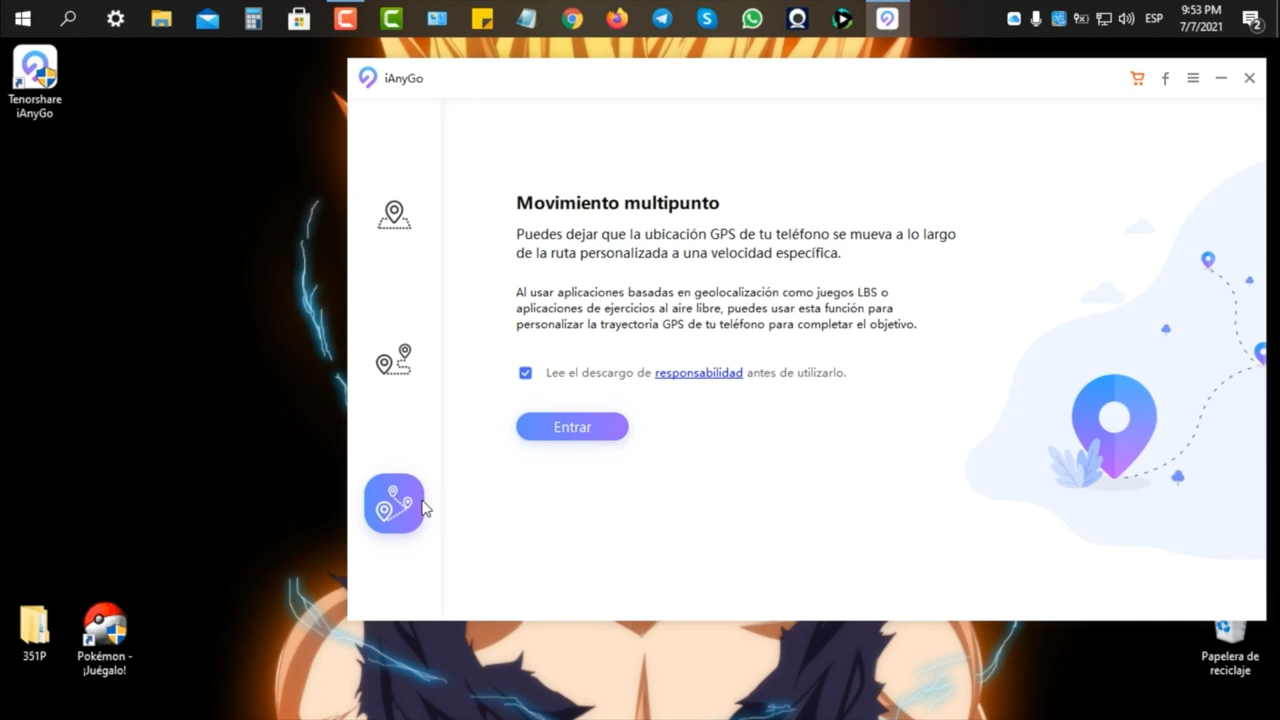 9:53 PM
ESP
7/7/2021
2
Tenorshare
iAnyGo
iAnyGo
Movimiento multipunto
Puedes dejar que la ubicación GPS de tu teléfono se mueva a lo largo
de la ruta personalizada a una velocidad específica.
Al usar aplicaciones basadas en geolocalización como juegos LBS o
aplicaciones de ejercicios al aire libre, puedes usar esta función para
personalizar la trayectoria GPS de tu teléfono para completar el objetivo.
Lee el descargo de responsabilidad antes de utilizarlo.
Entrar
351P
Pokémon -
¡Juégalo!
Papelera de
reciclaje